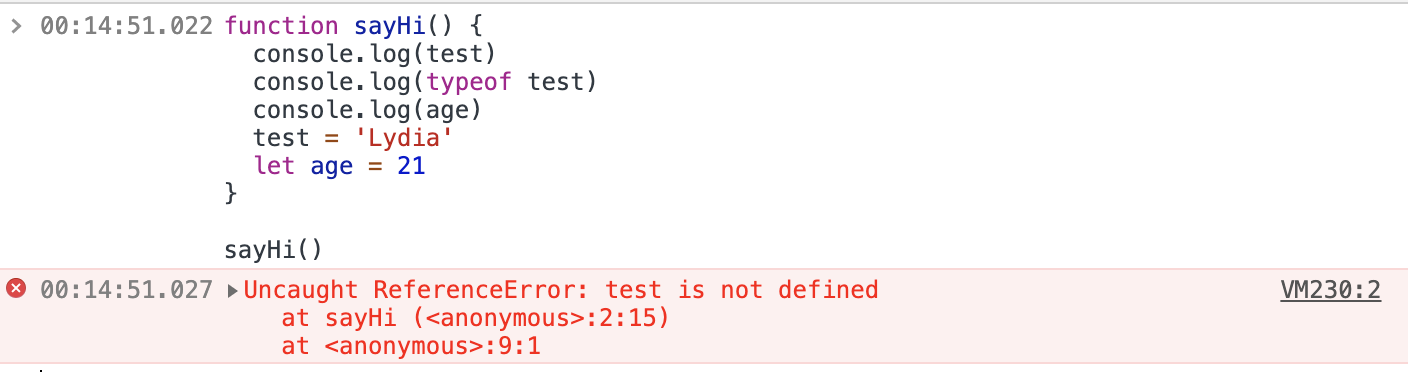 00:14:51.022 function sayHi() {
  console.log(test)
  console.log(typeof test)
  console.log(age)
  test = 'Lydia'
  let age = 21
}
sayHi()
00:14:51.027 Uncaught ReferenceError: test is not defined VM230:2
    at sayHi (<anonymous>:2:15)
    at <anonymous>:9:1